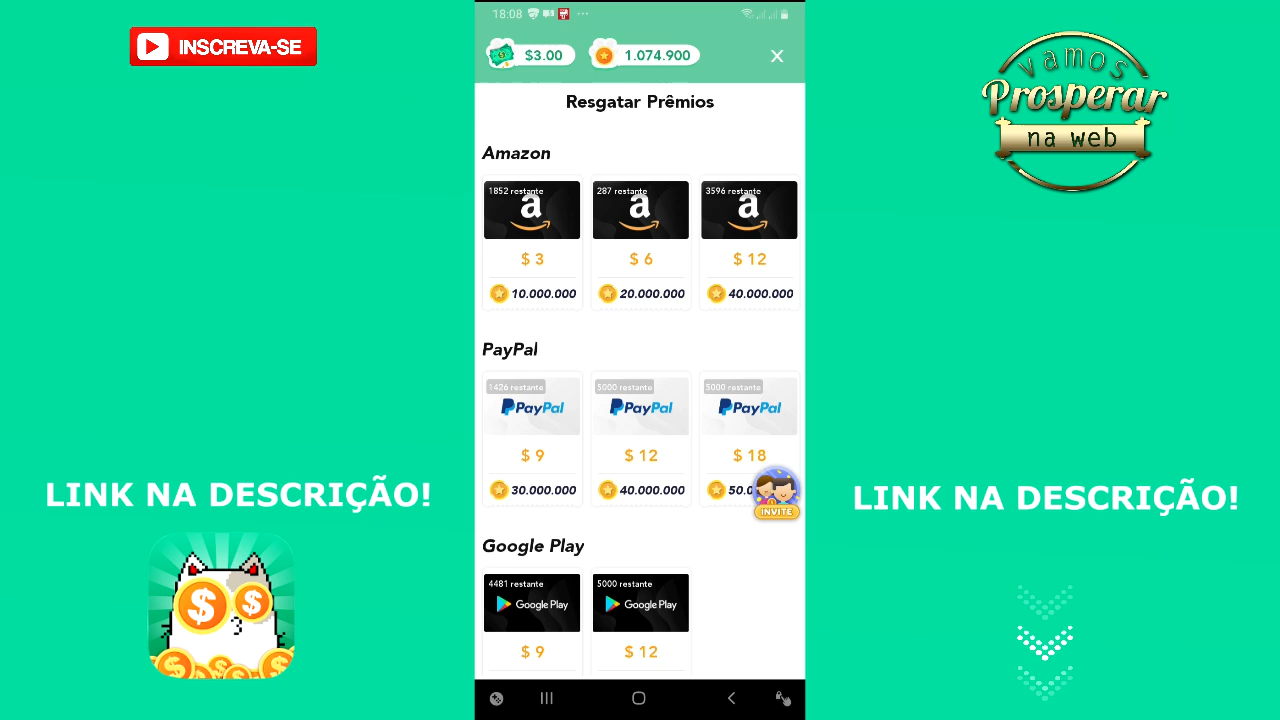 INSCREVA-SE
18:08
$3.00
1.074.900
Resgatar Prêmios
Amazon
1852 restante
287 restante
3596 restante
a
a
a
$ 3
$ 6
$ 12
10.000.000
20.000.000
40.000.000
PayPal
1426 restante
5000 restante
5000 restante
PayPal
PayPal
PayPal
$ 9
$ 12
$ 18
30.000.000
40.000.000
50.0
INVITE
Google Play
4481 restante
5000 restante
Google Play
Google Play
$ 9
$ 12
vamos
Prosperar
na web
LINK NA DESCRIÇÃO!
LINK NA DESCRIÇÃO!
$
$